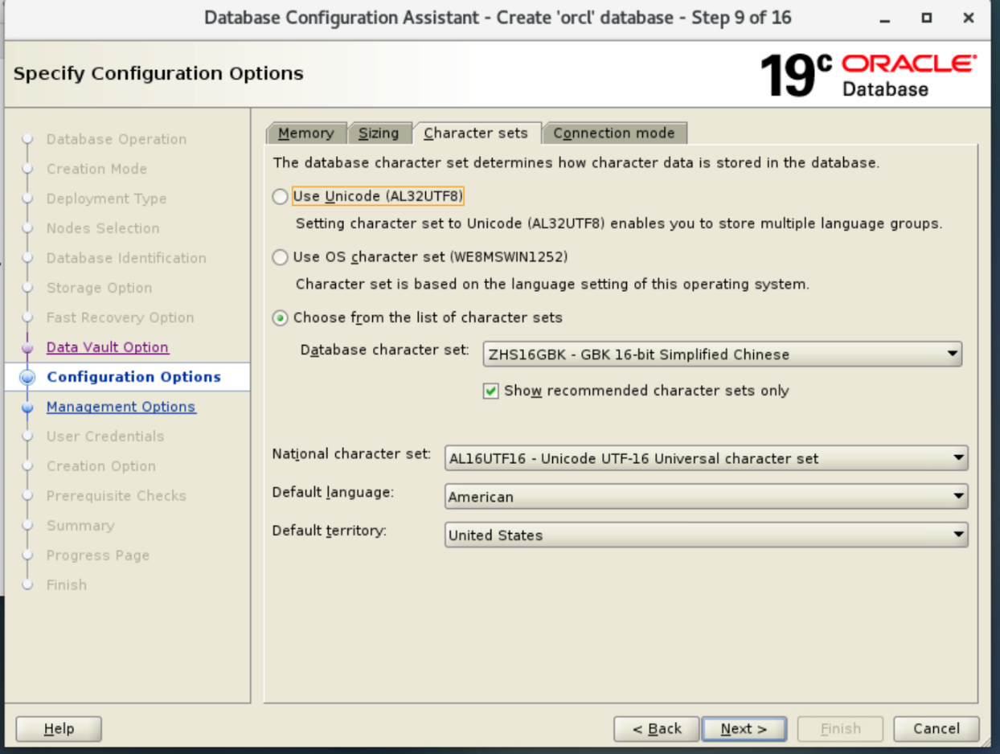 Database Configuration Assistant - Create 'orcl' database - Step 9 of 16
Specify Configuration Options
19c ORACLE
Database
Database Operation
Creation Mode
Deployment Type
Nodes Selection
Database Identification
Storage Option
Fast Recovery Option
Data Vault Option
Configuration Options
Management Options
User Credentials
Creation Option
Prerequisite Checks
Summary
Progress Page
Finish
Memory Sizing Character sets Connection mode
The database character set determines how character data is stored in the database.
Use Unicode (AL32UTF8)
Setting character set to Unicode (AL32UTF8) enables you to store multiple language groups.
Use OS character set (WE8MSWIN1252)
Character set is based on the language setting of this operating system.
Choose from the list of character sets
Database character set: ZHS16GBK - GBK 16-bit Simplified Chinese
Show recommended character sets only
National character set: AL16UTF16 - Unicode UTF-16 Universal character set
Default language: American
Default territory: United States
Help < Back Next > Finish Cancel